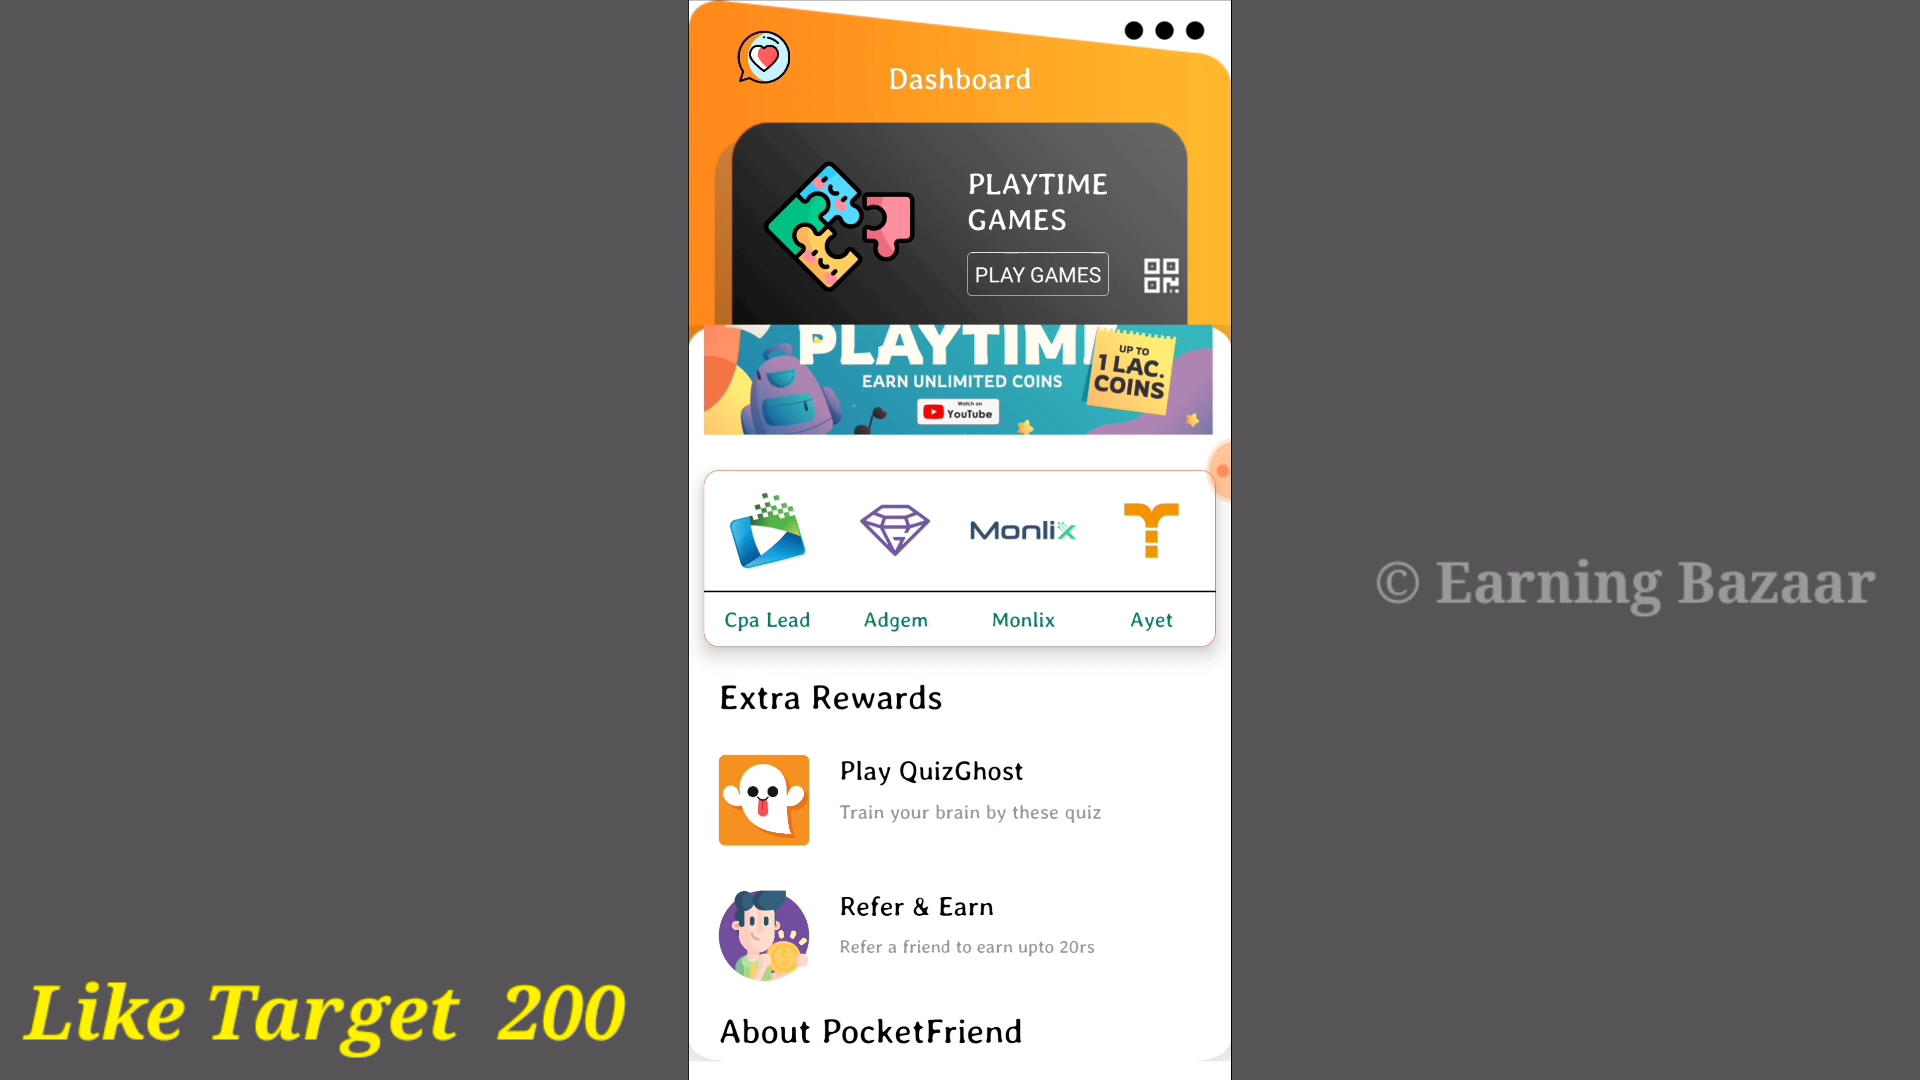 Dashboard
PLAYTIME
GAMES
PLAY GAMES
PLAYTIM
EARN UNLIMITED COINS
UP TO
1 LAC.
COINS
Watch on
YouTube
Monlix
Cpa Lead
Adgem
Monlix
Ayet
Extra Rewards
Play QuizGhost
Train your brain by these quiz
Refer & Earn
Refer a friend to earn upto 20rs
About PocketFriend
© Earning Bazaar
Like Target 200